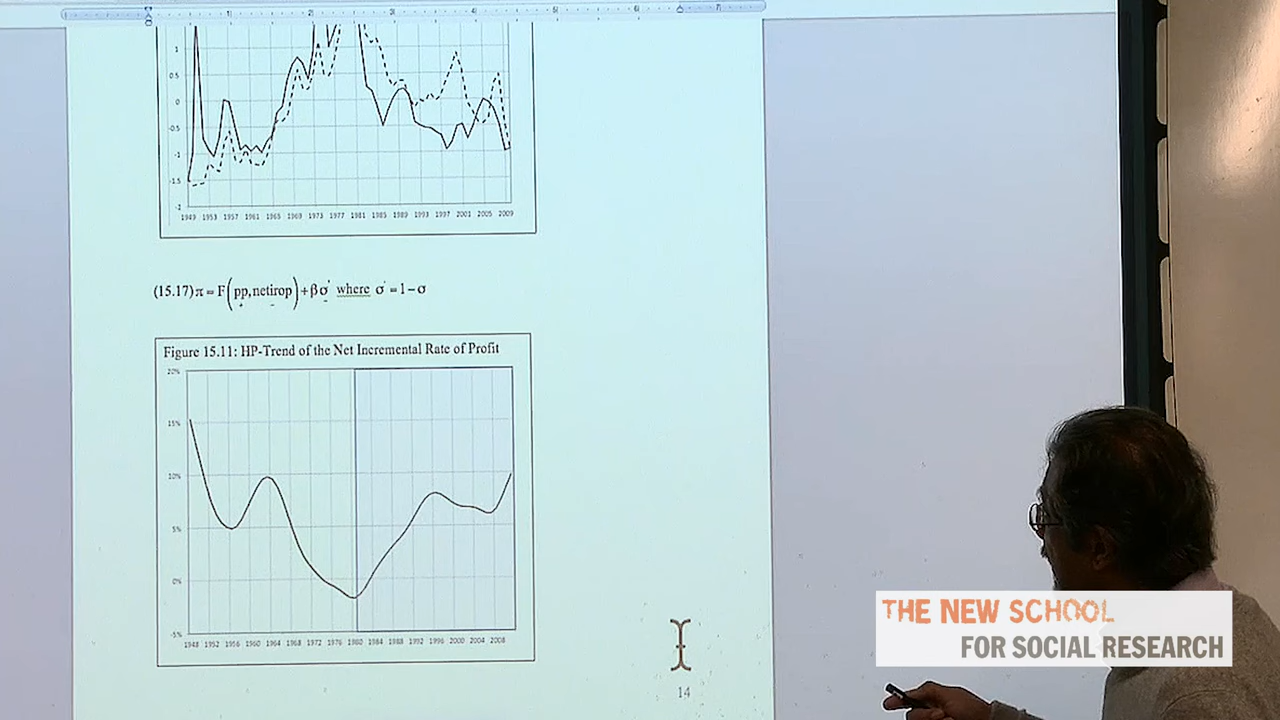 1
0.5
0
-0.5
-1
-1.5
1949 1953 1957 1961 1965 1969 1973 1977 1981 1985 1989 1993 1997 2001 2005 2009
(15.17) π = F(pp, netirop) + βσ' where σ' = 1 − σ
Figure 15.11: HP-Trend of the Net Incremental Rate of Profit
20%
15%
10%
5%
0%
-5%
1948 1952 1956 1960 1964 1968 1972 1976 1980 1984 1988 1992 1996 2000 2004 2008
14
THE NEW SCHOOL
FOR SOCIAL RESEARCH